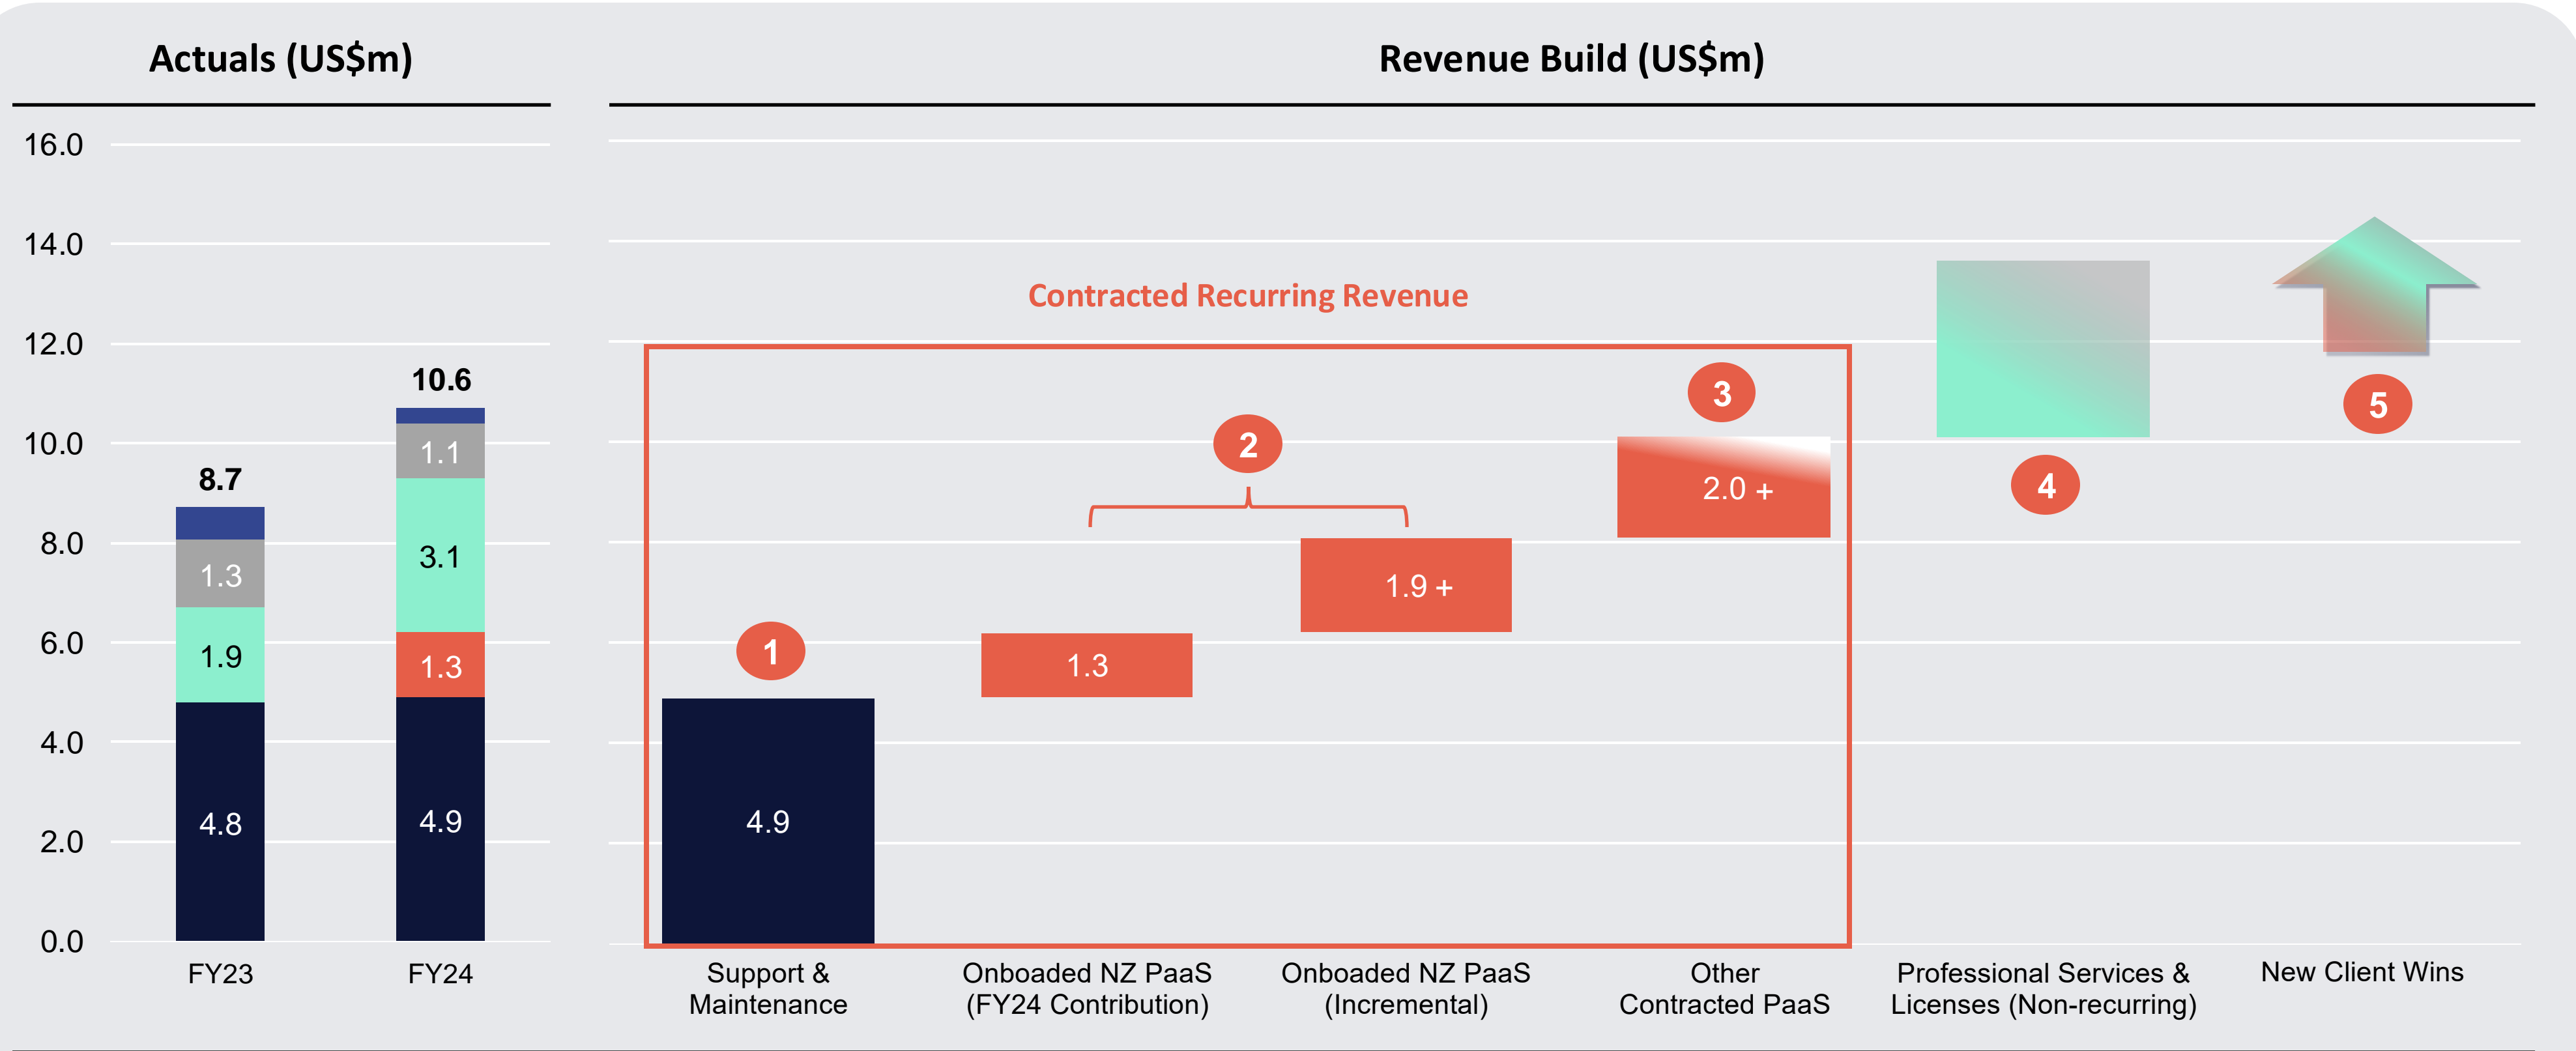 Actuals (US$m)
Revenue Build (US$m)
16.0
14.0
12.0
10.0
8.0
6.0
4.0
2.0
0.0
8.7
1.3
1.9
4.8
FY23
10.6
1.1
3.1
1.3
4.9
FY24
Contracted Recurring Revenue
1
4.9
Support &
Maintenance
2
1.3
Onboaded NZ PaaS
(FY24 Contribution)
1.9 +
Onboaded NZ PaaS
(Incremental)
3
2.0 +
Other
Contracted PaaS
4
Professional Services &
Licenses (Non-recurring)
5
New Client Wins